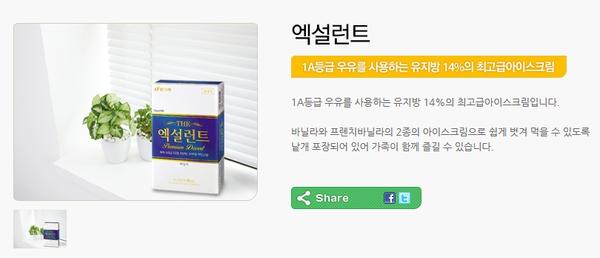 엑설런트
1A등급 우유를 사용하는 유지방 14%의 최고급아이스크림
1A등급 우유를 사용하는 유지방 14%의 최고급아이스크림입니다.
바닐라와 프렌치바닐라의 2종의 아이스크림으로 쉽게 벗겨 먹을 수 있도록
낱개 포장되어 있어 가족이 함께 즐길 수 있습니다.
Share
THE
엑설런트